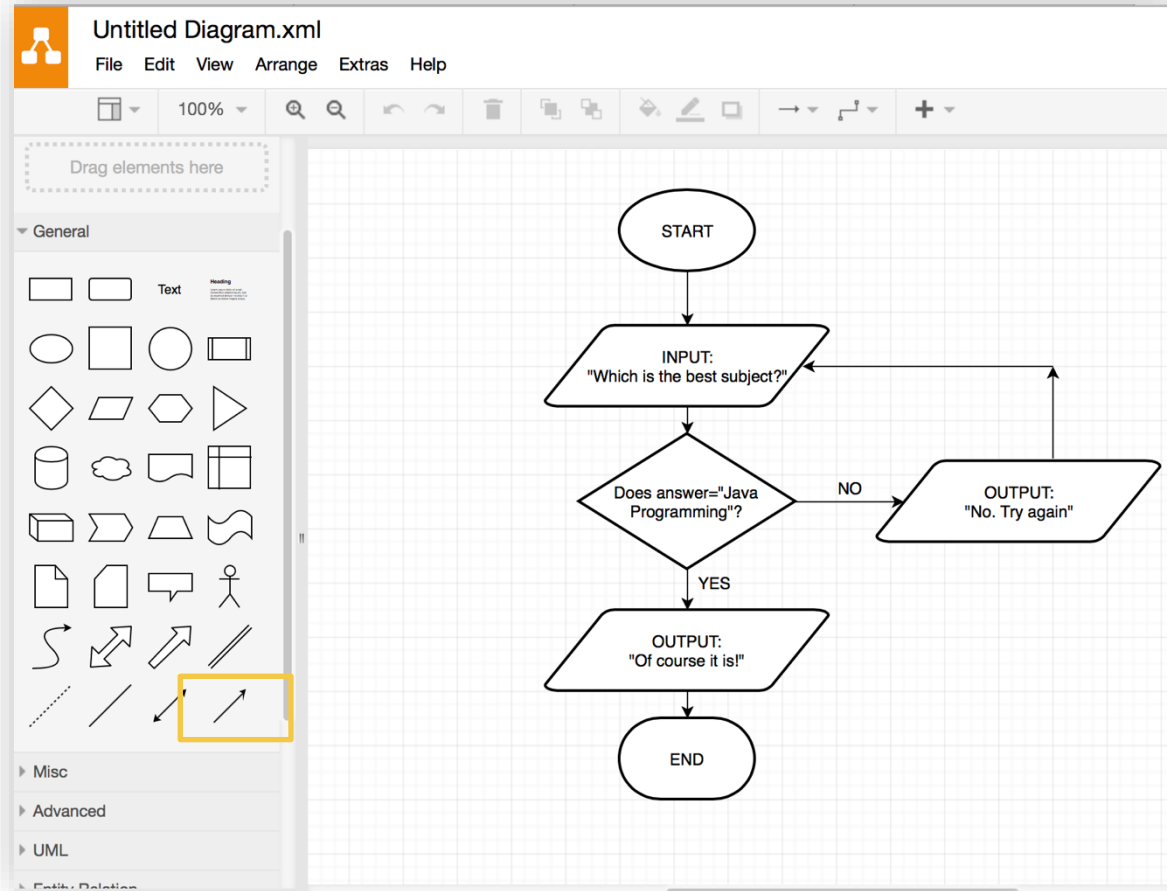 Untitled Diagram.xml
File Edit View Arrange Extras Help
100%
Drag elements here
General
Text
Heading
START
INPUT:
"Which is the best subject?"
Does answer="Java
Programming"?
NO
OUTPUT:
"No. Try again"
YES
OUTPUT:
"Of course it is!"
END
Misc
Advanced
UML
Entity Relation